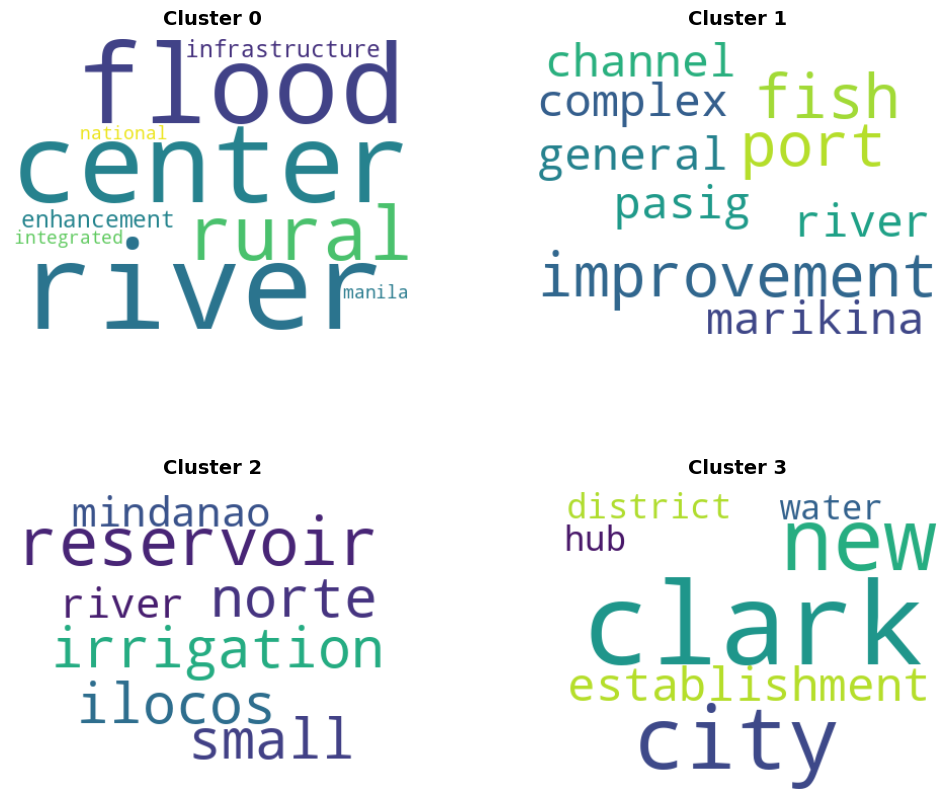 Cluster 0
infrastructure
flood
national
center
enhancement
rural
integrated
river
manila
Cluster 1
channel
fish
complex
port
general
pasig
river
improvement
marikina
Cluster 2
mindanao
reservoir
river
norte
irrigation
ilocos
small
Cluster 3
district
water
hub
new
clark
establishment
city